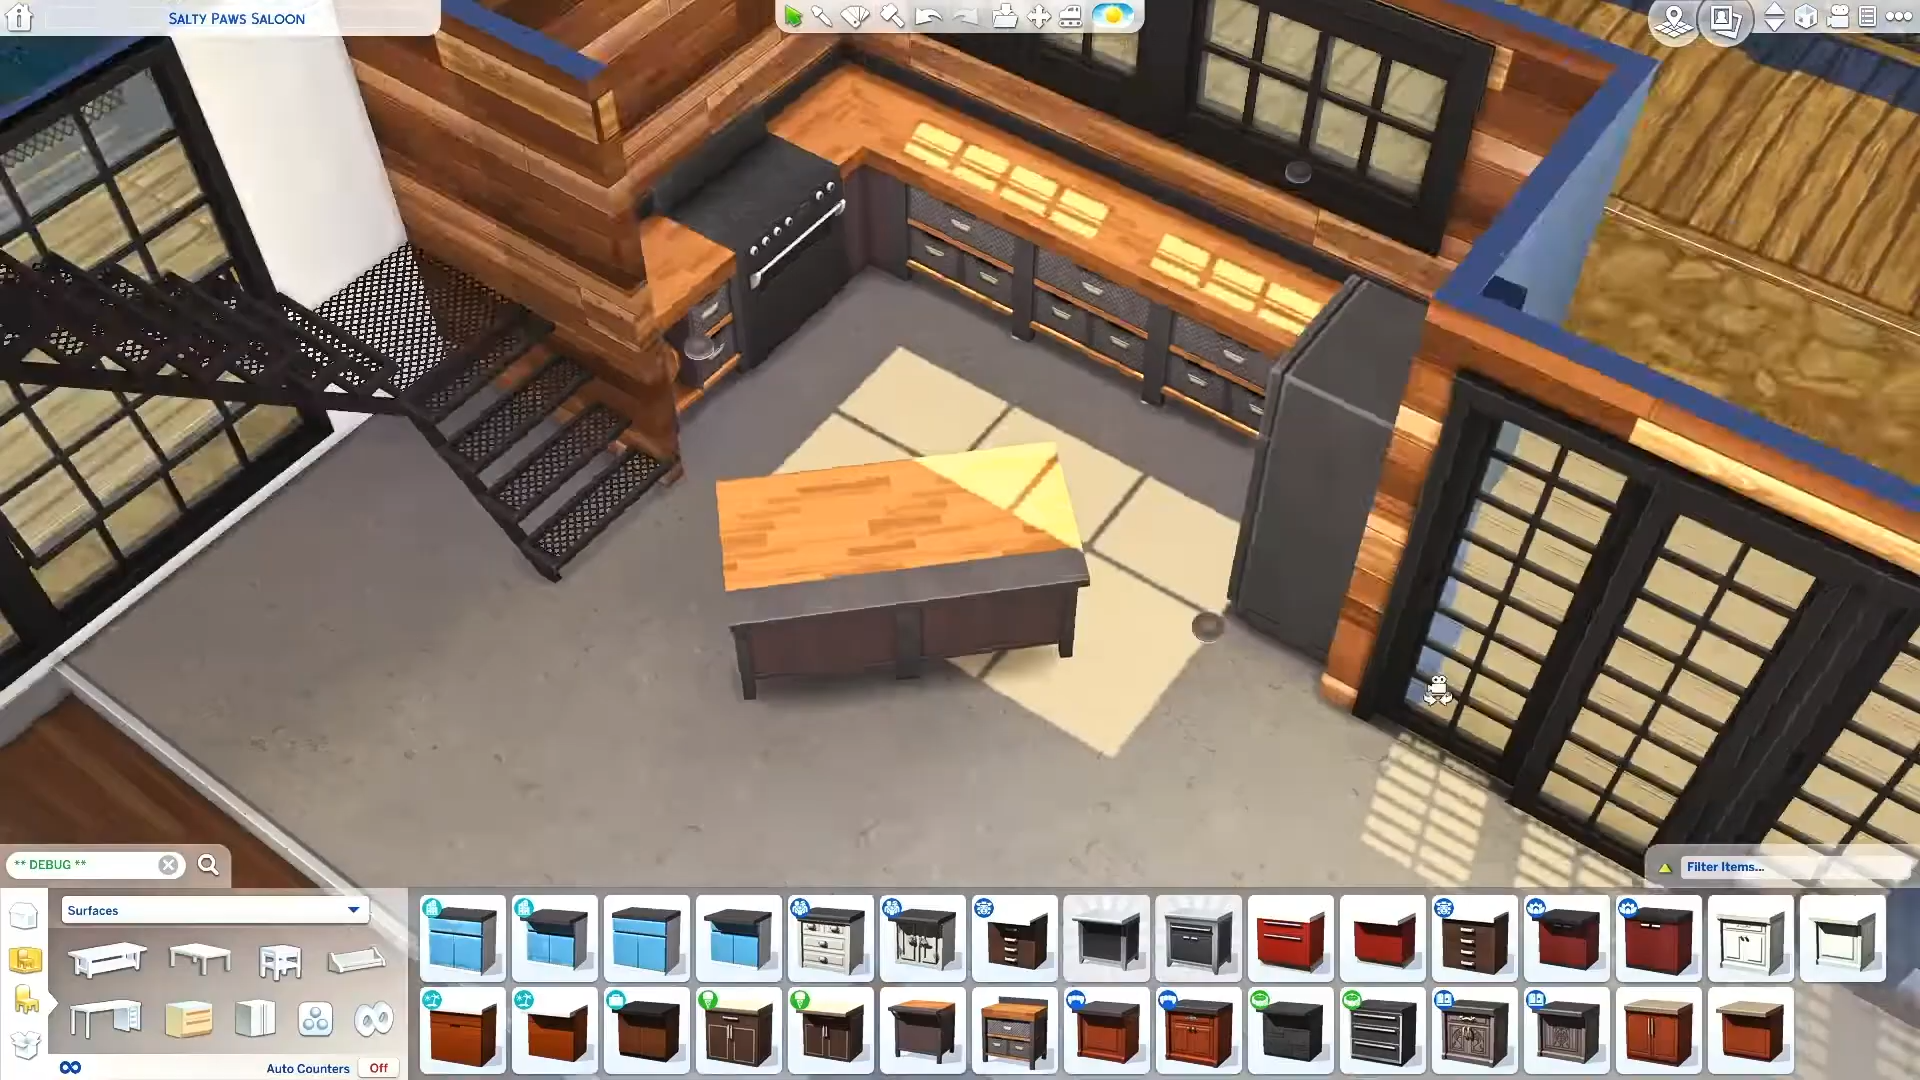 Salty Paws Saloon
** DEBUG **
Filter Items...
Surfaces
Auto Counters Off